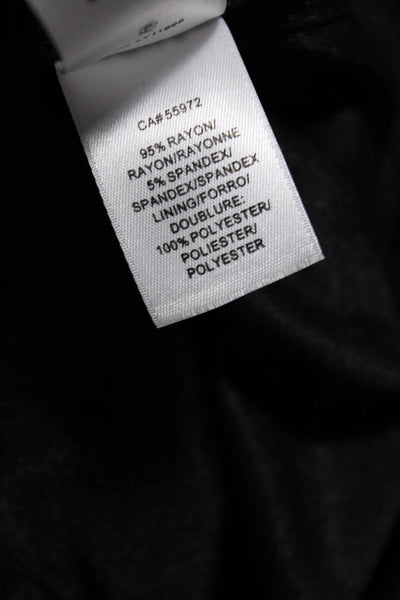 CA#55972
95% RAYON/
RAYON/RAYONNE
5% SPANDEX/
SPANDEX/SPANDEX
LINING/FORRO/
DOUBLURE:
100% POLYESTER/
POLIESTER/
POLYESTER